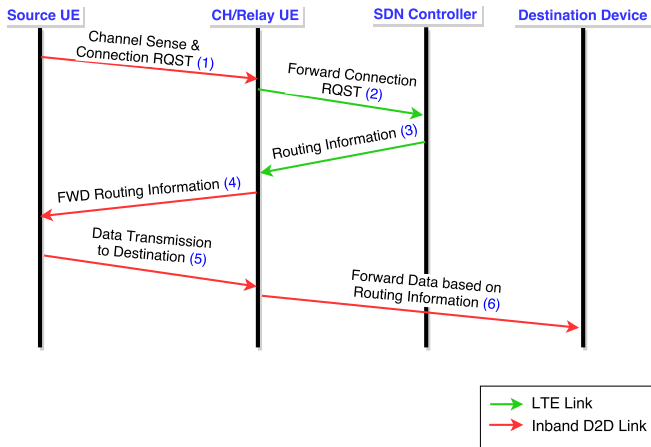 Source UE
CH/Relay UE
SDN Controller
Destination Device
Channel Sense &
Connection RQST (1)
Forward Connection
RQST (2)
Routing Information (3)
FWD Routing Information (4)
Data Transmission
to Destination (5)
Forward Data based on
Routing Information (6)
LTE Link
Inband D2D Link